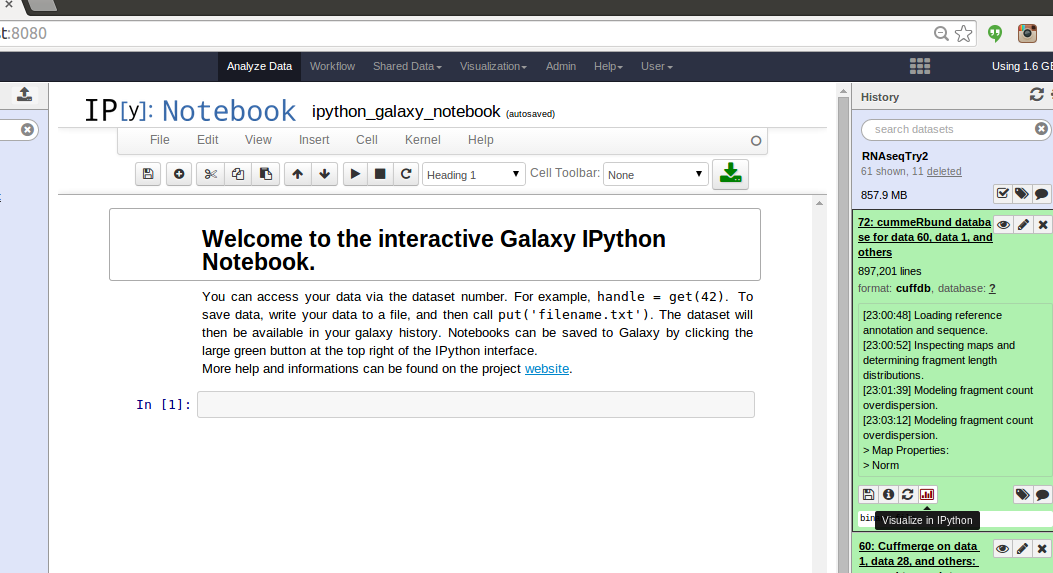 t:8080
Analyze Data Workflow Shared Data Visualization Admin Help User Using 1.6 GB
IP[y]: Notebook ipython_galaxy_notebook (autosaved)
File Edit View Insert Cell Kernel Help
Heading 1 Cell Toolbar: None
Welcome to the interactive Galaxy IPython
Notebook.
You can access your data via the dataset number. For example, handle = get(42). To
save data, write your data to a file, and then call put('filename.txt'). The dataset will
then be available in your galaxy history. Notebooks can be saved to Galaxy by clicking the
large green button at the top right of the IPython interface.
More help and informations can be found on the project website.
In [1]:
History
search datasets
RNAseqTry2
61 shown, 11 deleted
857.9 MB
72: cummeRbund databa
se for data 60, data 1, and
others
897,201 lines
format: cuffdb, database: ?
[23:00:48] Loading reference
annotation and sequence.
[23:00:52] Inspecting maps and
determining fragment length
distributions.
[23:01:39] Modeling fragment count
overdispersion.
[23:03:12] Modeling fragment count
overdispersion.
> Map Properties:
> Norm
bin
Visualize in IPython
60: Cuffmerge on data
1, data 28, and others: